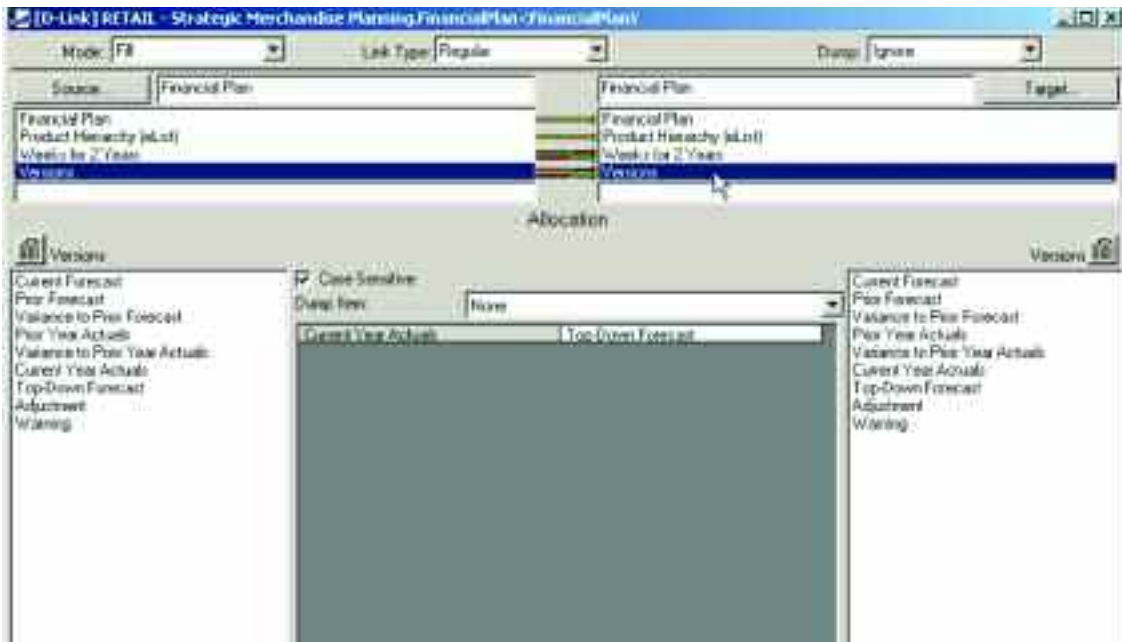 [D-Link] RETAIL - Strategic Merchandise Planning.FinancialPlan<FinancialPlan\
Mode: Fill Link Type: Regular Dump: Ignore
Source... Financial Plan Financial Plan Target...
Financial Plan Financial Plan
Product Hierarchy (eList) Product Hierarchy (eList)
Weeks for 2 Years Weeks for 2 Years
Versions Versions
Allocation
Versions Versions
Case Sensitive
Dump Item: None
Current Year Actuals Top-Down Forecast
Current Forecast
Prior Forecast
Variance to Prior Forecast
Prior Year Actuals
Variance to Prior Year Actuals
Current Year Actuals
Top-Down Forecast
Adjustment
Warning
Current Forecast
Prior Forecast
Variance to Prior Forecast
Prior Year Actuals
Variance to Prior Year Actuals
Current Year Actuals
Top-Down Forecast
Adjustment
Warning